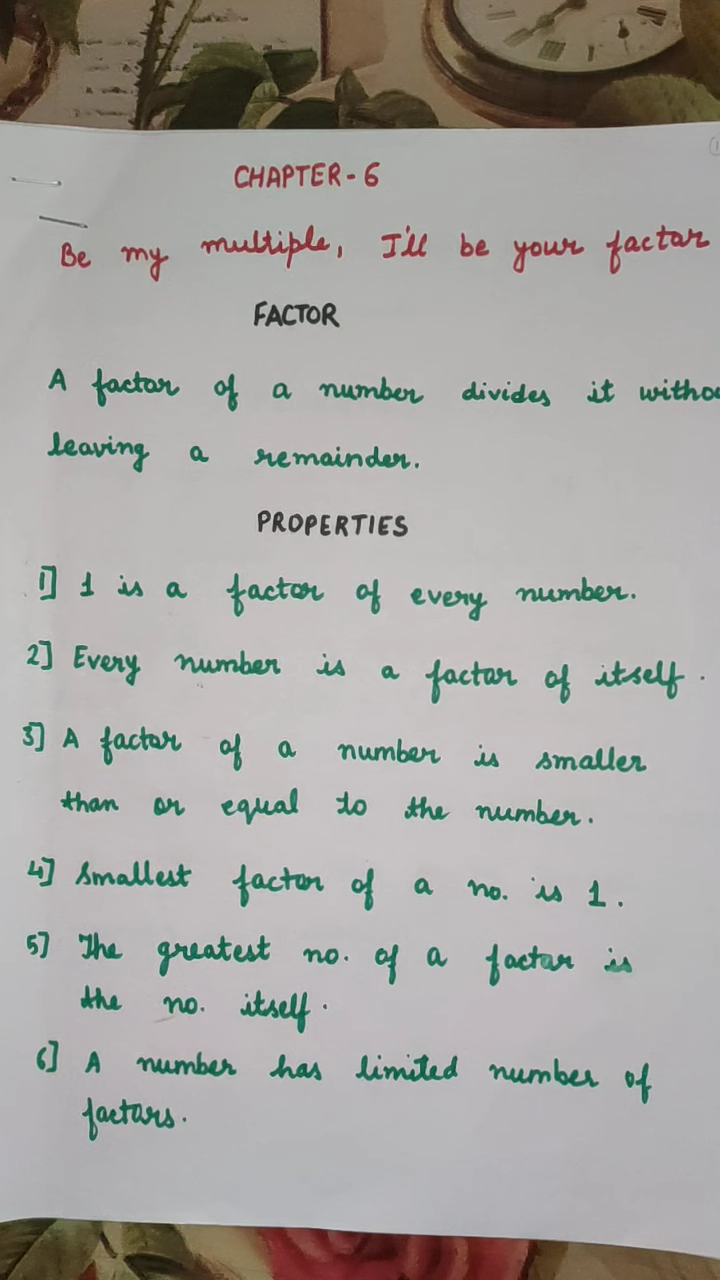 CHAPTER - 6
Be my multiple, I'll be your factor
FACTOR
A factor of a number divides it witho
leaving a remainder.
PROPERTIES
1] 1 is a factor of every number.
2] Every number is a factor of itself.
3] A factor of a number is smaller
than or equal to the number.
4] Smallest factor of a no. is 1.
5] The greatest no. of a factor is
the no. itself.
6] A number has limited number of
factors.